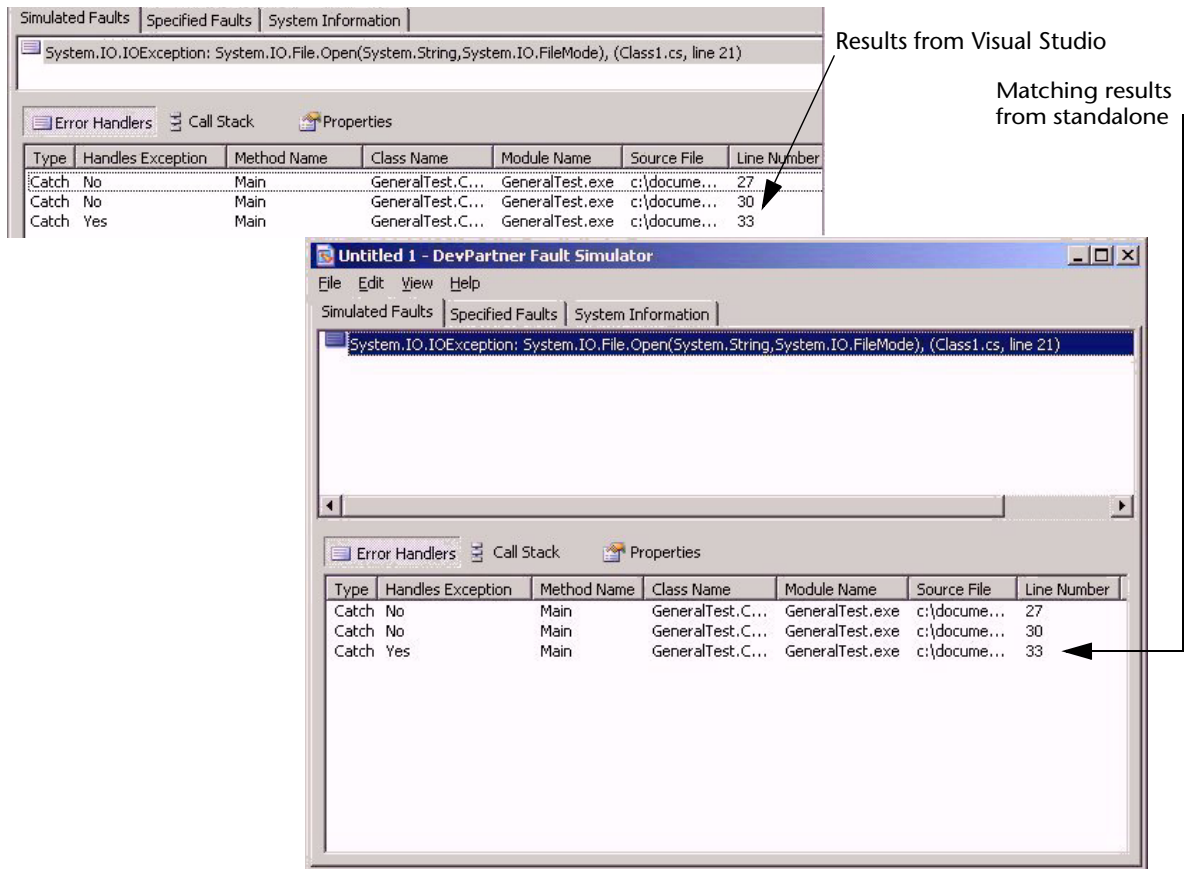 Simulated Faults Specified Faults System Information
System.IO.IOException: System.IO.File.Open(System.String,System.IO.FileMode), (Class1.cs, line 21)
Results from Visual Studio
Matching results
from standalone
Error Handlers Call Stack Properties
Type Handles Exception Method Name Class Name Module Name Source File Line Number
Catch No Main GeneralTest.C... GeneralTest.exe c:\docume... 27
Catch No Main GeneralTest.C... GeneralTest.exe c:\docume... 30
Catch Yes Main GeneralTest.C... GeneralTest.exe c:\docume... 33
Untitled 1 - DevPartner Fault Simulator
File Edit View Help
Simulated Faults Specified Faults System Information
System.IO.IOException: System.IO.File.Open(System.String,System.IO.FileMode), (Class1.cs, line 21)
Error Handlers Call Stack Properties
Type Handles Exception Method Name Class Name Module Name Source File Line Number
Catch No Main GeneralTest.C... GeneralTest.exe c:\docume... 27
Catch No Main GeneralTest.C... GeneralTest.exe c:\docume... 30
Catch Yes Main GeneralTest.C... GeneralTest.exe c:\docume... 33